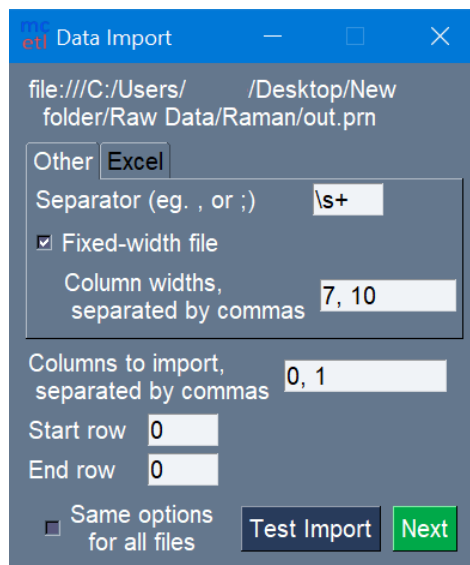 mc
etl Data Import
file:///C:/Users/ /Desktop/New
folder/Raw Data/Raman/out.prn
Other Excel
Separator (eg. , or ;) \s+
Fixed-width file
Column widths,
separated by commas 7, 10
Columns to import,
separated by commas 0, 1
Start row 0
End row 0
Same options
for all files Test Import Next